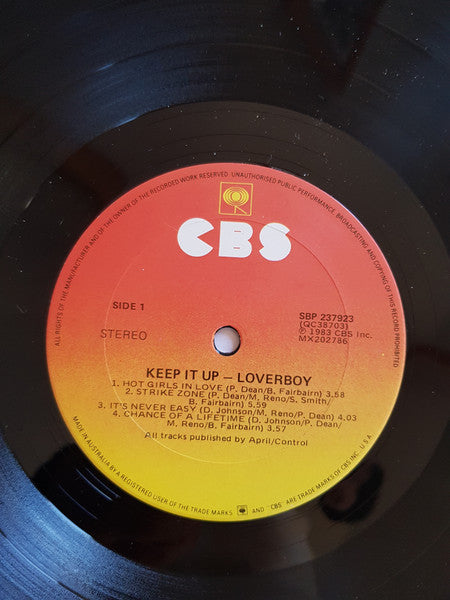 ALL RIGHTS OF THE MANUFACTURER AND OF THE OWNER OF THE RECORDED WORK RESERVED. UNAUTHORISED PUBLIC PERFORMANCE, BROADCASTING AND COPYING OF THIS RECORD PROHIBITED
CBS
SIDE 1
STEREO
SBP 237923
(QC38703)
℗ 1983 CBS Inc.
MX202786
KEEP IT UP – LOVERBOY
1. HOT GIRLS IN LOVE (P. Dean/B. Fairbairn) 3.58
2. STRIKE ZONE (P. Dean/M. Reno/S. Smith/
B. Fairbairn) 5.59
3. IT'S NEVER EASY (D. Johnson/M. Reno/P. Dean) 4.03
4. CHANCE OF A LIFETIME (D. Johnson/P. Dean/
M. Reno/B. Fairbairn) 3.57
All tracks published by April/Control
MADE IN AUSTRALIA BY A REGISTERED USER OF THE TRADE MARKS AND "CBS" ARE TRADE MARKS OF CBS INC. U.S.A.